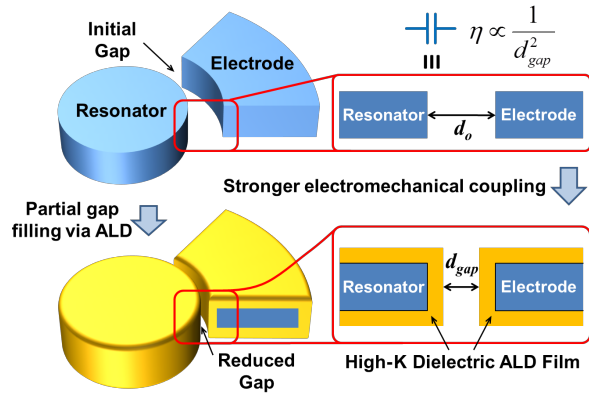 Initial
Gap
Electrode
Resonator
η ∝ 1 / d²gap
III
Resonator
dₒ
Electrode
Stronger electromechanical coupling
Partial gap
filling via ALD
Resonator
dgap
Electrode
Reduced
Gap
High-K Dielectric ALD Film